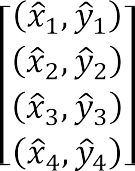 (x̂₁, ŷ₁)
(x̂₂, ŷ₂)
(x̂₃, ŷ₃)
(x̂₄, ŷ₄)